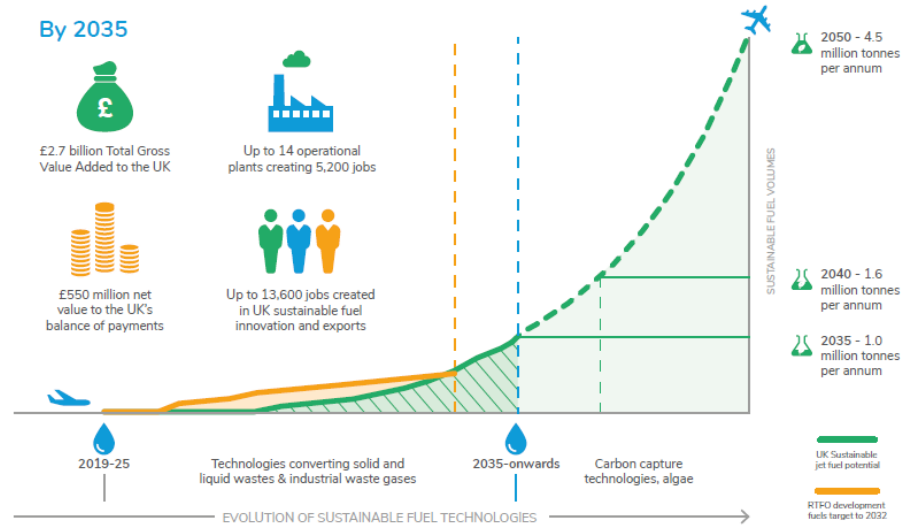 By 2035
£
£2.7 billion Total Gross
Value Added to the UK
Up to 14 operational
plants creating 5,200 jobs
£550 million net
value to the UK's
balance of payments
Up to 13,600 jobs created
in UK sustainable fuel
innovation and exports
SUSTAINABLE FUEL VOLUMES
2050 - 4.5
million tonnes
per annum
2040 - 1.6
million tonnes
per annum
2035 - 1.0
million tonnes
per annum
2019-25
Technologies converting solid and
liquid wastes & industrial waste gases
2035-onwards
Carbon capture
technologies, algae
UK Sustainable
jet fuel potential
RTFO development
fuels target to 2032
EVOLUTION OF SUSTAINABLE FUEL TECHNOLOGIES